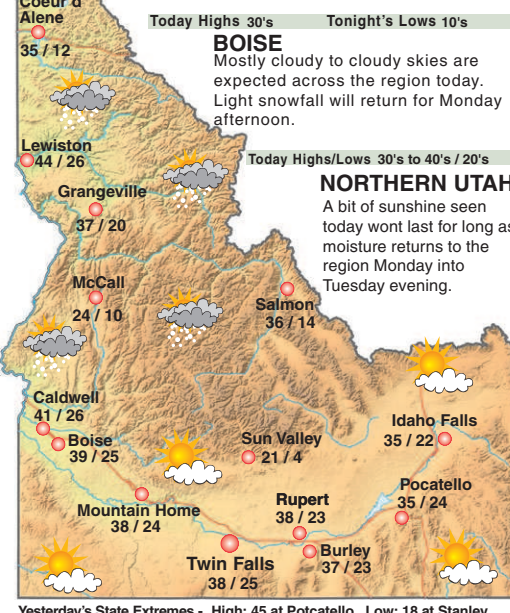 Coeur d'
Alene
35 / 12
Today Highs 30's Tonight's Lows 10's
BOISE
Mostly cloudy to cloudy skies are
expected across the region today.
Light snowfall will return for Monday
afternoon.
Lewiston
44 / 26
Today Highs/Lows 30's to 40's / 20's
NORTHERN UTAH
A bit of sunshine seen
today wont last for long as
moisture returns to the
region Monday into
Tuesday evening.
Grangeville
37 / 20
McCall
24 / 10
Salmon
36 / 14
Caldwell
41 / 26
Boise
39 / 25
Sun Valley
21 / 4
Idaho Falls
35 / 22
Mountain Home
38 / 24
Rupert
38 / 23
Pocatello
35 / 24
Twin Falls
38 / 25
Burley
37 / 23
Yesterday's State Extremes - High: 45 at Potcatello Low: 18 at Stanley